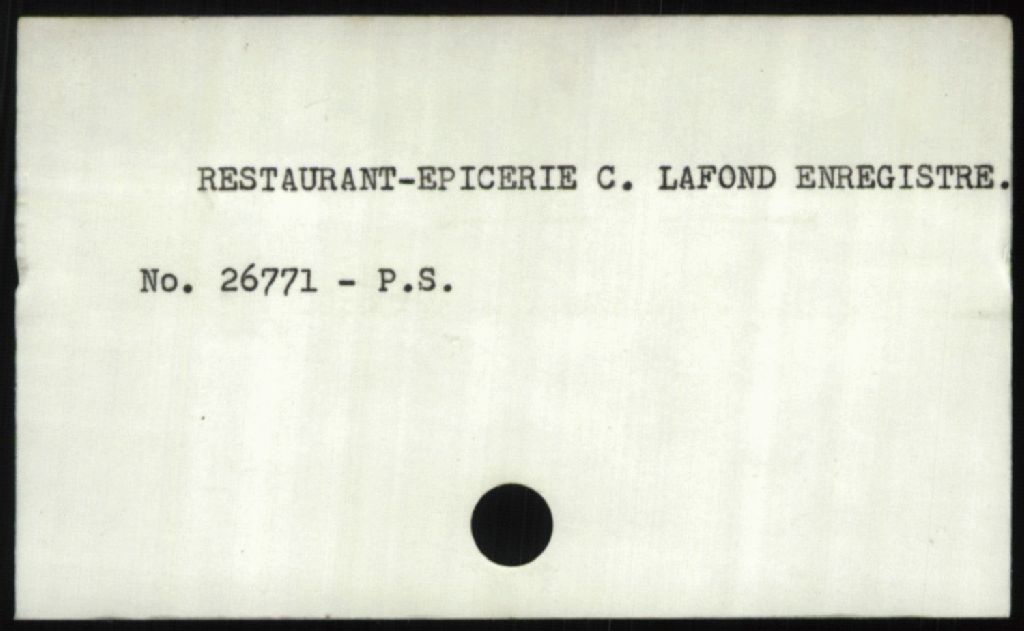 RESTAURANT-EPICERIE C. LAFOND ENREGISTRE.
No. 26771 - P.S.